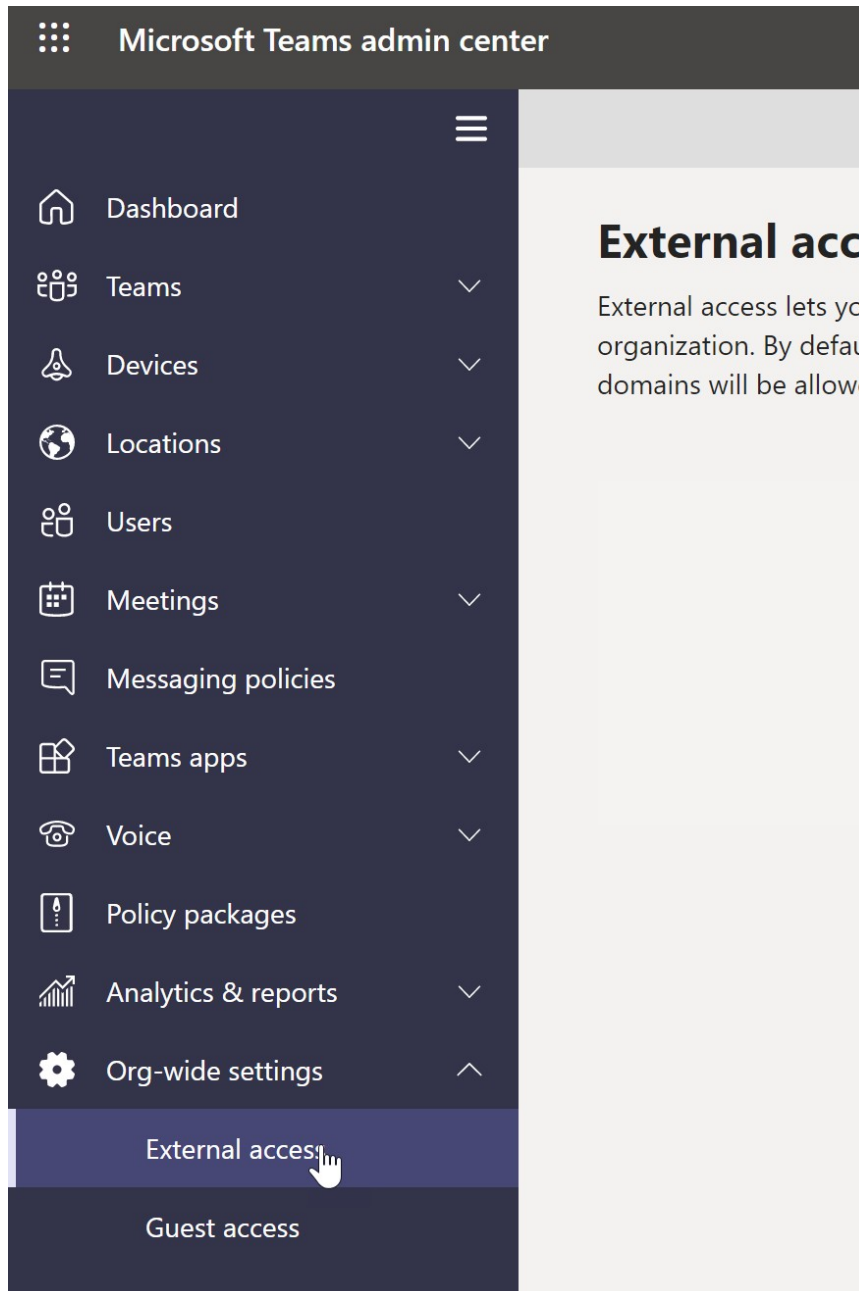 Microsoft Teams admin center
Dashboard
Teams
Devices
Locations
Users
Meetings
Messaging policies
Teams apps
Voice
Policy packages
Analytics & reports
Org-wide settings
External access
Guest access
External acc
External access lets yo
organization. By defau
domains will be allow